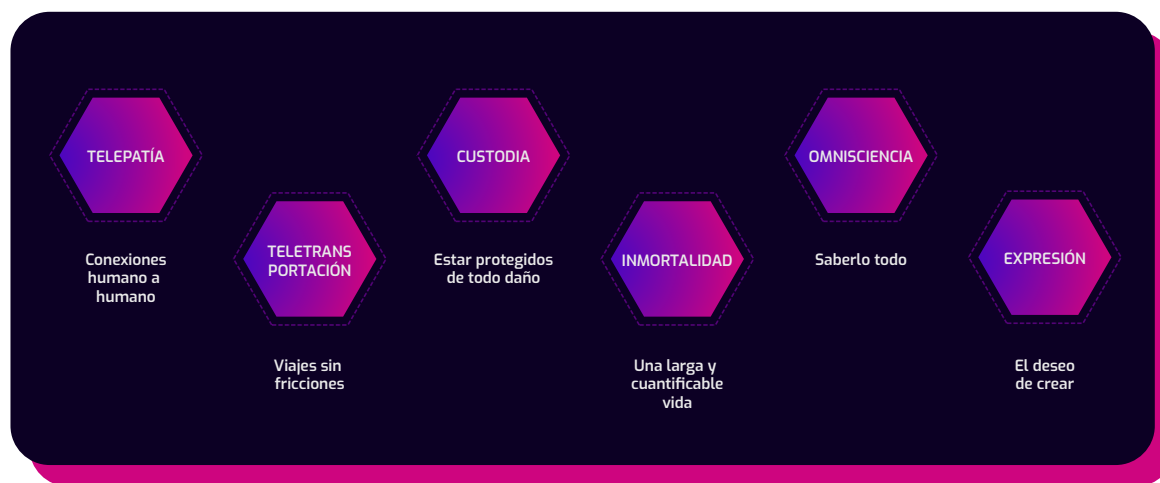 TELEPATÍA
Conexiones
humano a
humano
TELETRANS
PORTACIÓN
Viajes sin
fricciones
CUSTODIA
Estar protegidos
de todo daño
INMORTALIDAD
Una larga y
cuantificable
vida
OMNISCIENCIA
Saberlo todo
EXPRESIÓN
El deseo
de crear